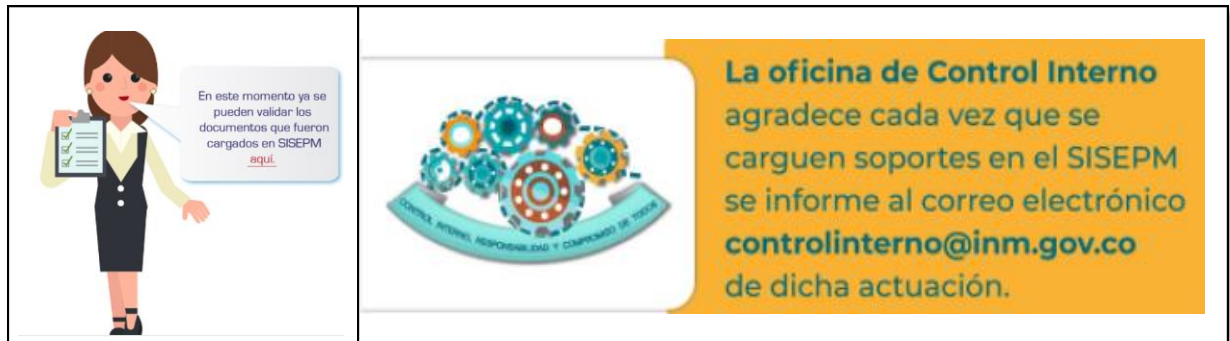 En este momento ya se
pueden validar los
documentos que fueron
cargados en SISEPM
aquí.
CONTROL INTERNO, RESPONSABILIDAD Y COMPROMISO DE TODOS
La oficina de Control Interno
agradece cada vez que se
carguen soportes en el SISEPM
se informe al correo electrónico
controlinterno@inm.gov.co
de dicha actuación.